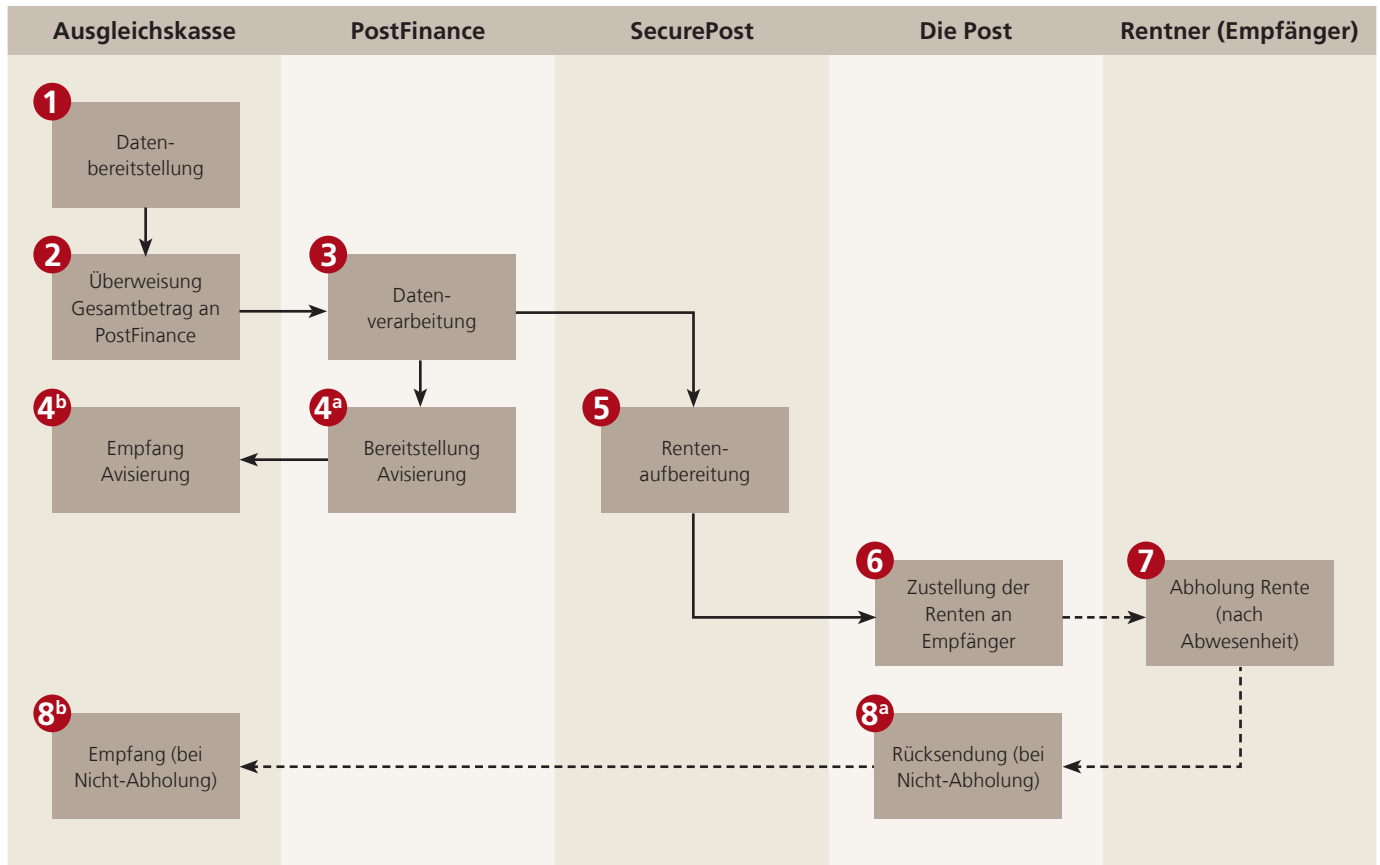 Ausgleichskasse PostFinance SecurePost Die Post Rentner (Empfänger)
1
Daten-
bereitstellung
2
Überweisung
Gesamtbetrag an
PostFinance
3
Daten-
verarbeitung
4b
Empfang
Avisierung
4a
Bereitstellung
Avisierung
5
Renten-
aufbereitung
6
Zustellung der
Renten an
Empfänger
7
Abholung Rente
(nach
Abwesenheit)
8b
Empfang (bei
Nicht-Abholung)
8a
Rücksendung (bei
Nicht-Abholung)